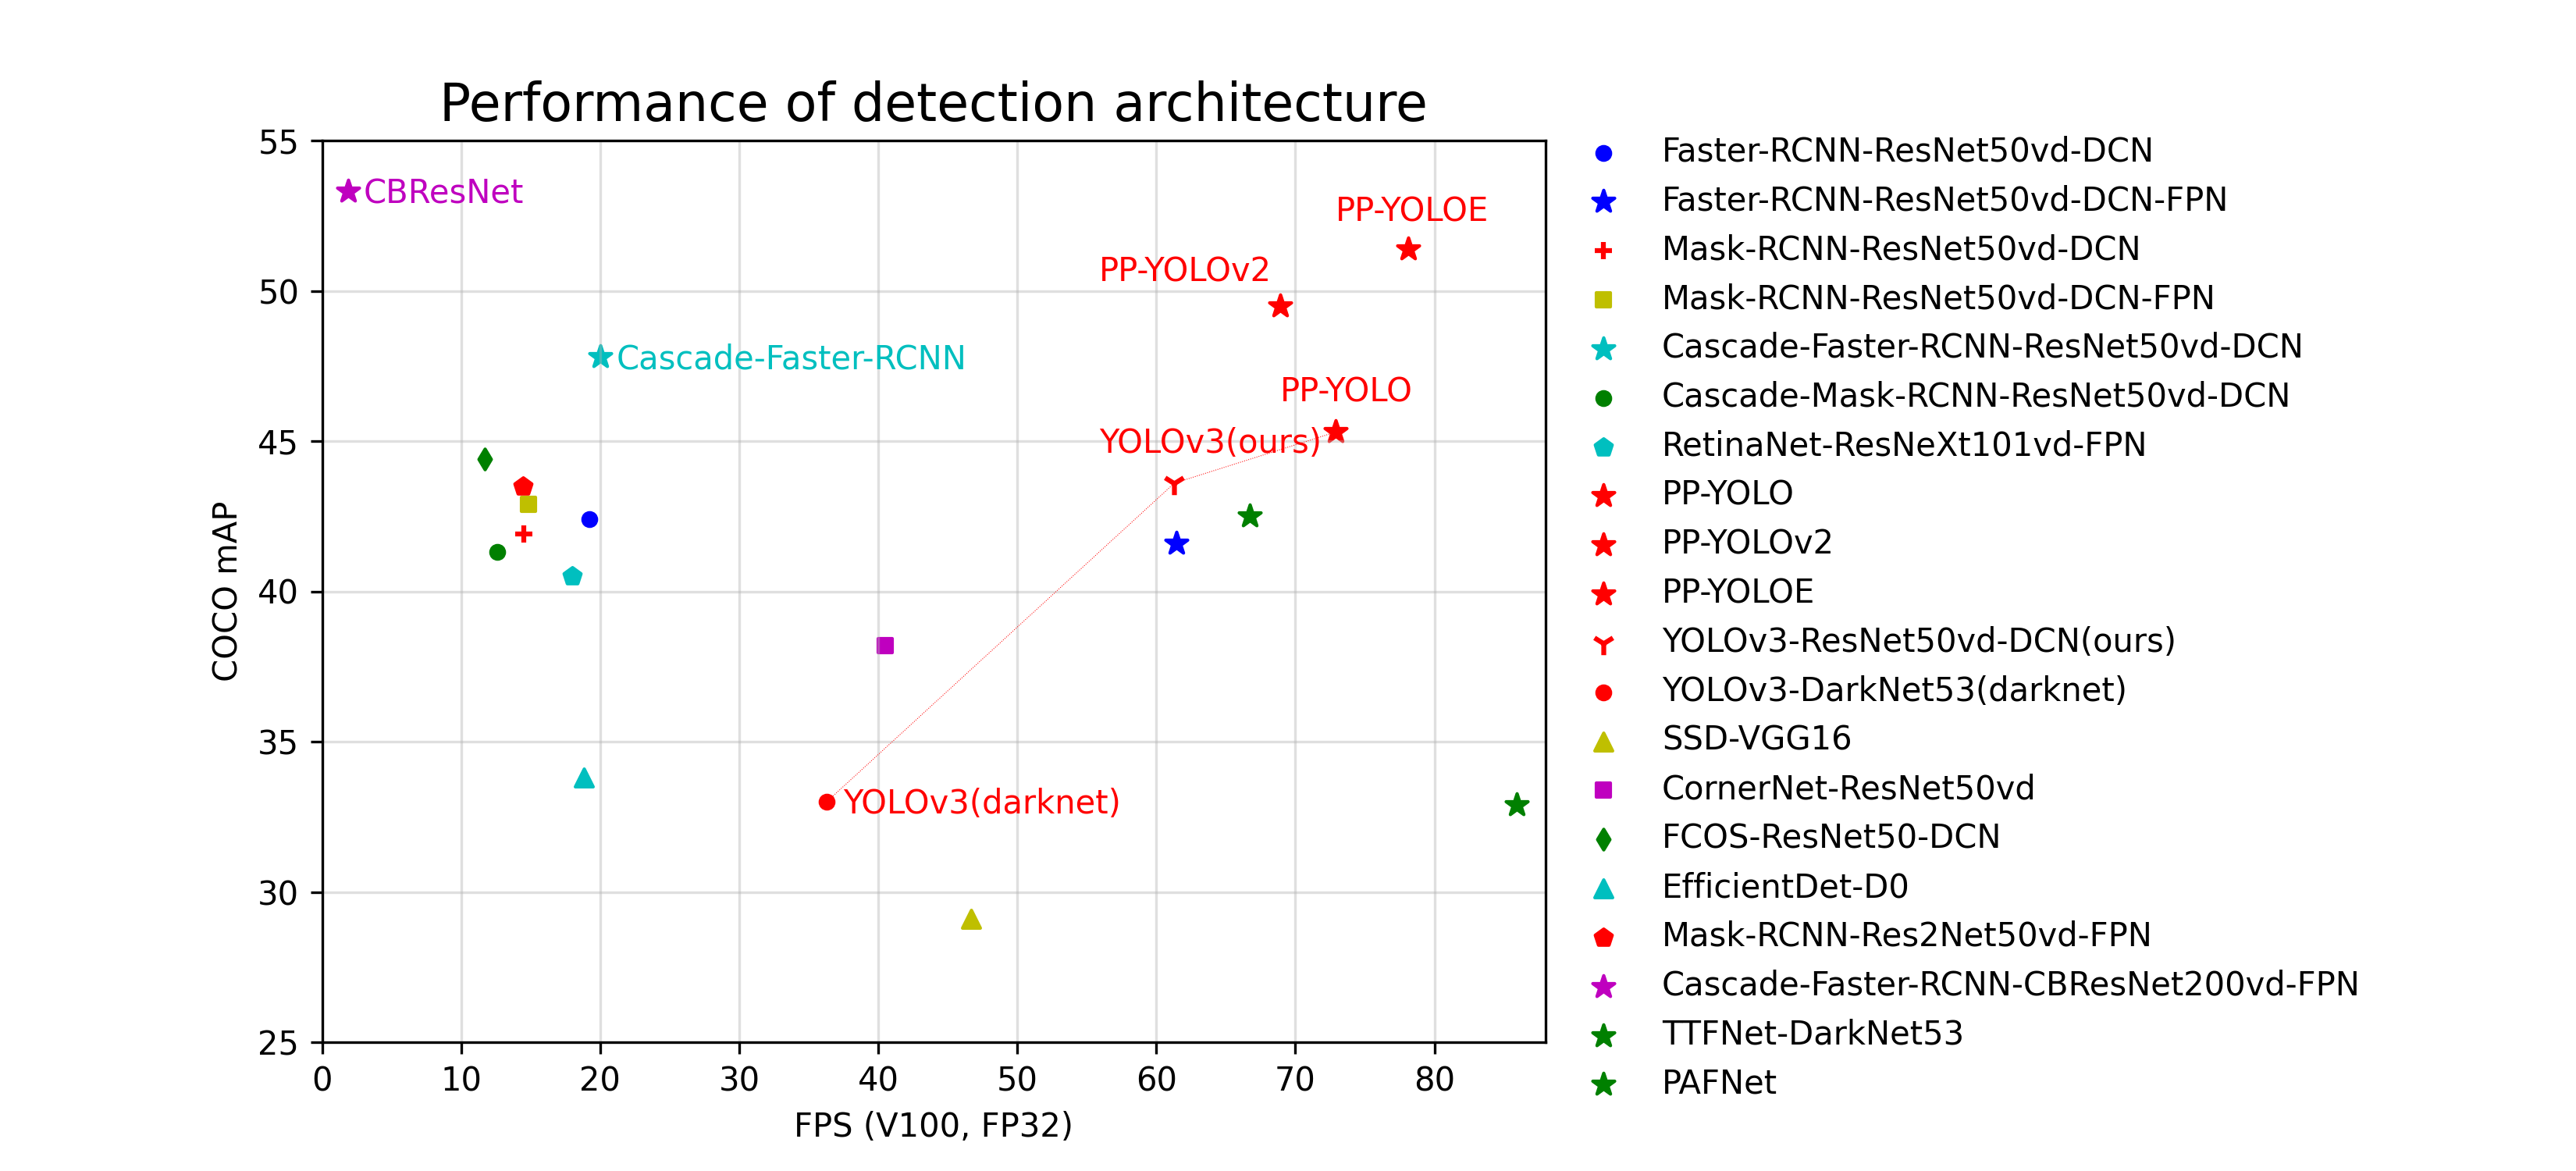 Performance of detection architecture
55
50
45
40
35
30
25
COCO mAP
CBResNet
PP-YOLOE
PP-YOLOv2
Cascade-Faster-RCNN
PP-YOLO
YOLOv3(ours)
YOLOv3(darknet)
0 10 20 30 40 50 60 70 80
FPS (V100, FP32)
Faster-RCNN-ResNet50vd-DCN
Faster-RCNN-ResNet50vd-DCN-FPN
Mask-RCNN-ResNet50vd-DCN
Mask-RCNN-ResNet50vd-DCN-FPN
Cascade-Faster-RCNN-ResNet50vd-DCN
Cascade-Mask-RCNN-ResNet50vd-DCN
RetinaNet-ResNeXt101vd-FPN
PP-YOLO
PP-YOLOv2
PP-YOLOE
YOLOv3-ResNet50vd-DCN(ours)
YOLOv3-DarkNet53(darknet)
SSD-VGG16
CornerNet-ResNet50vd
FCOS-ResNet50-DCN
EfficientDet-D0
Mask-RCNN-Res2Net50vd-FPN
Cascade-Faster-RCNN-CBResNet200vd-FPN
TTFNet-DarkNet53
PAFNet